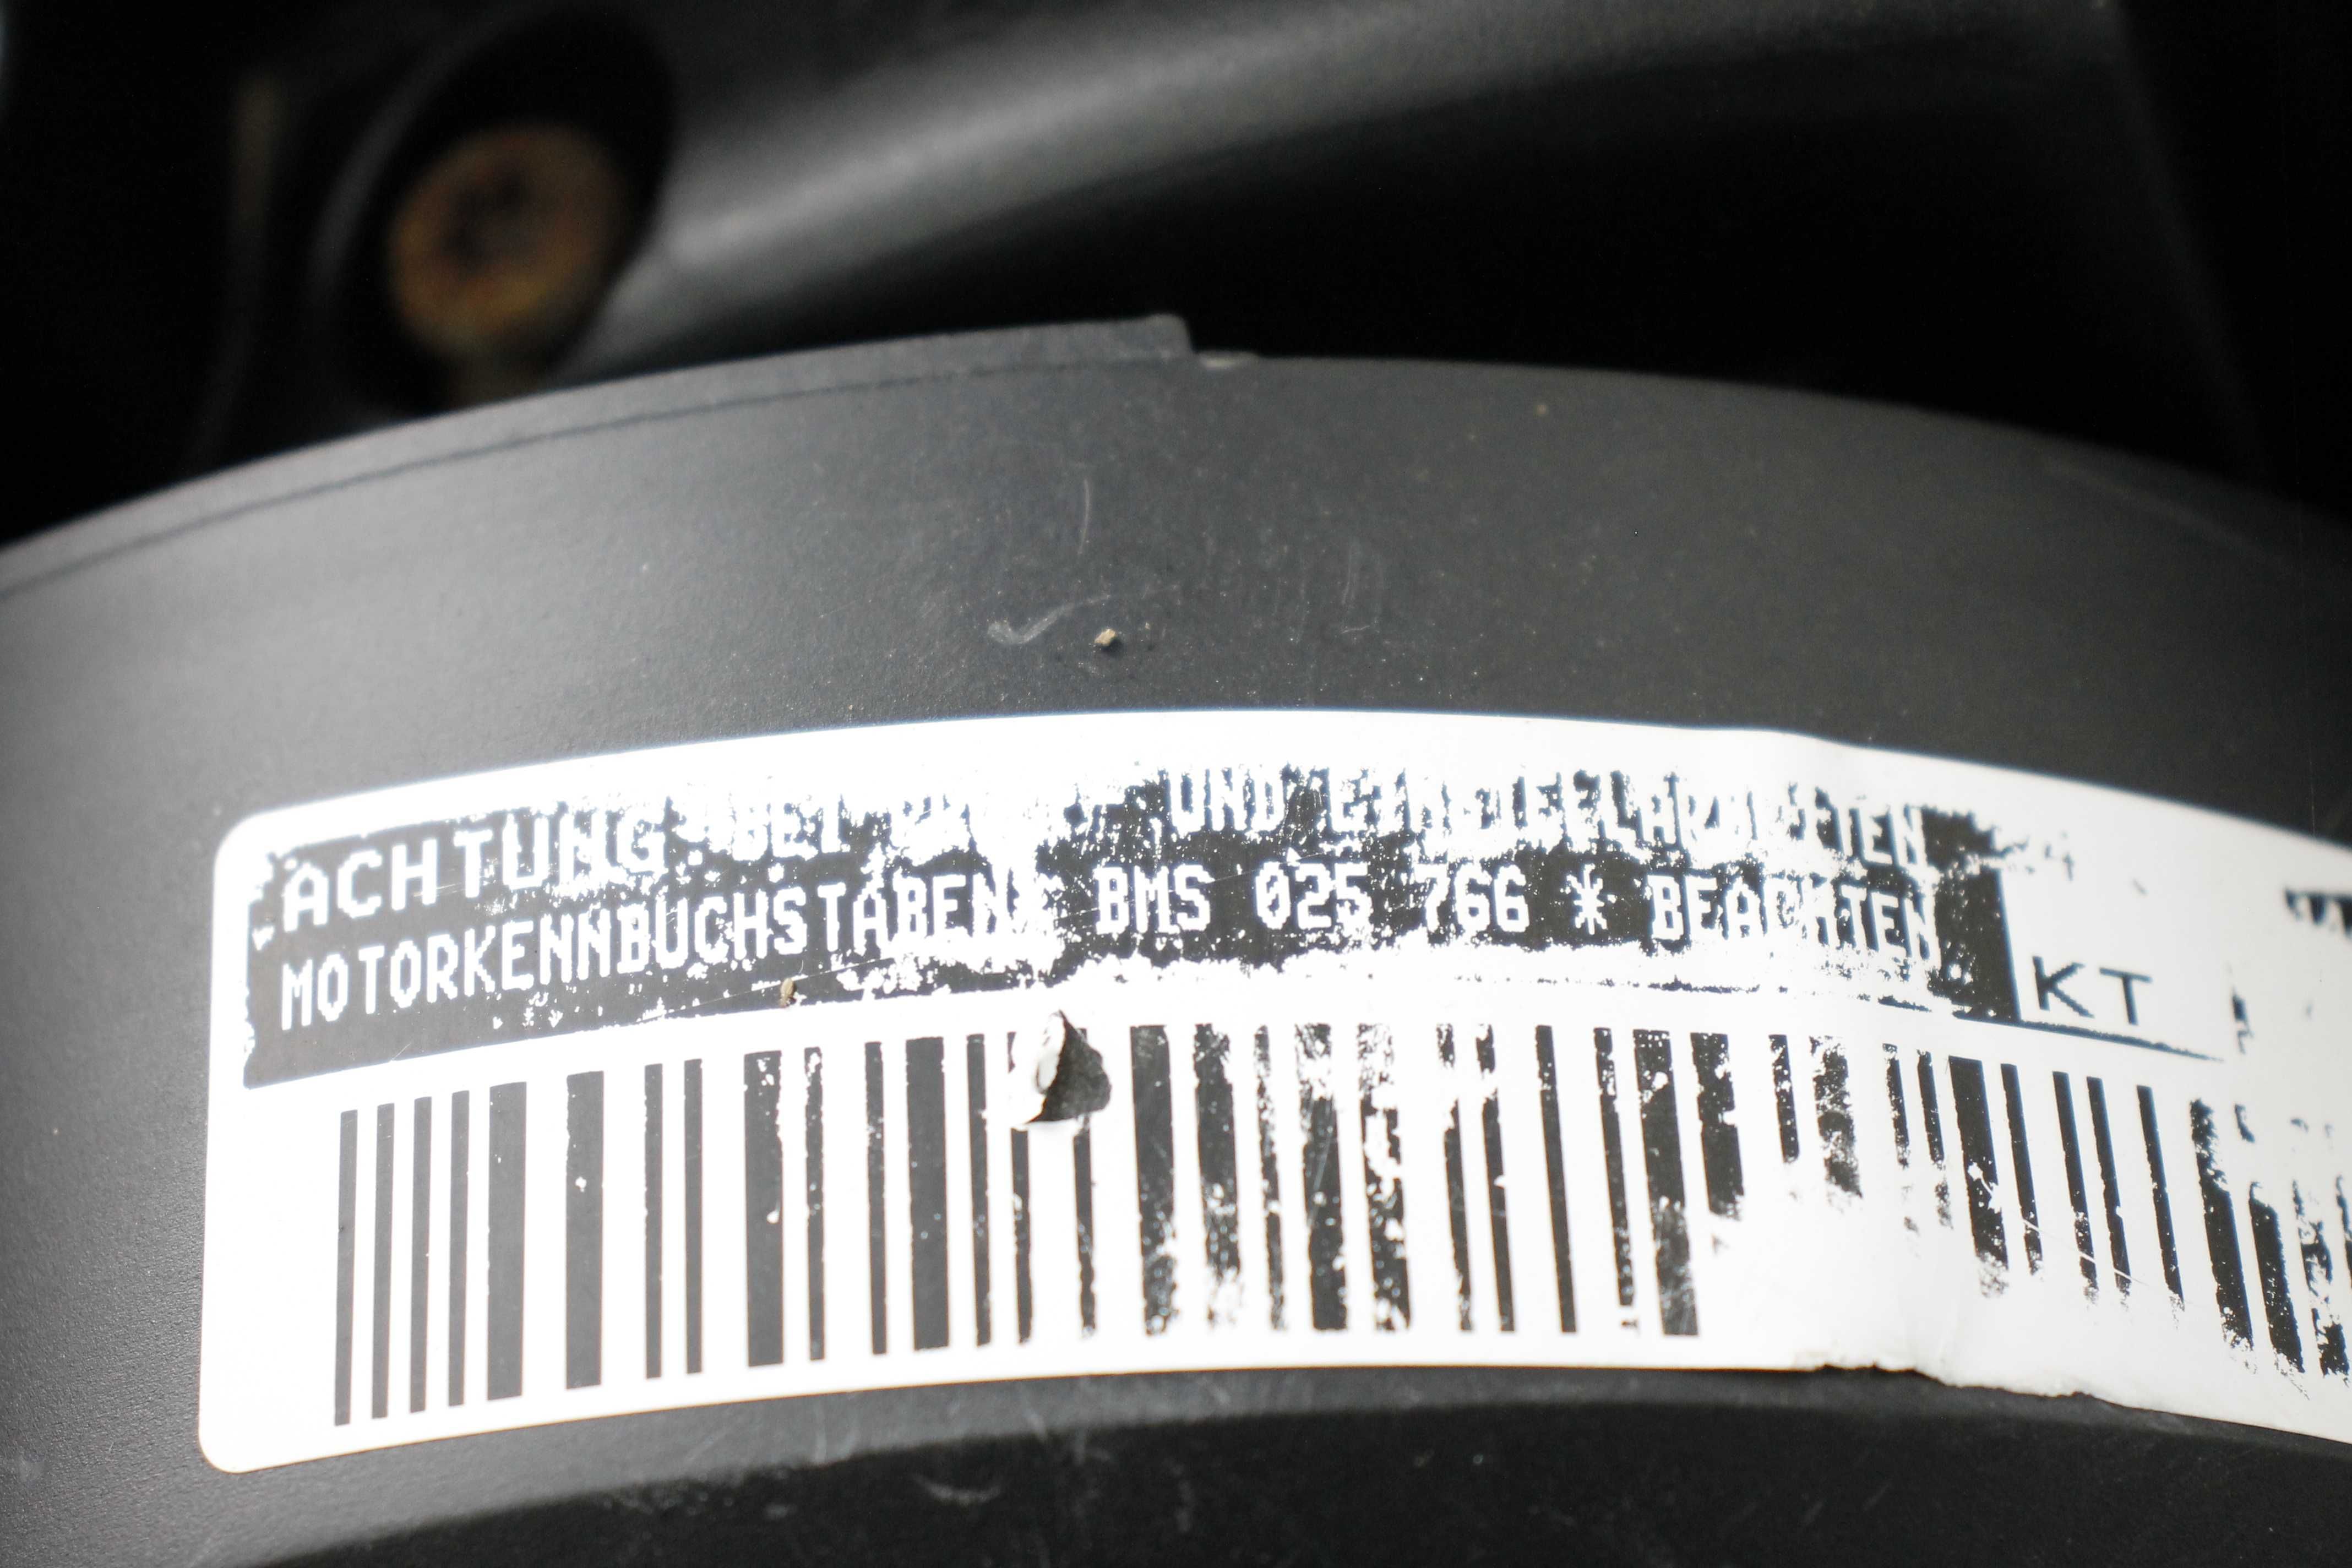 ACHTUNG BEI UND
MOTORKENNBUCHSTABEN BMS 025 766 * BEACHTEN
KT